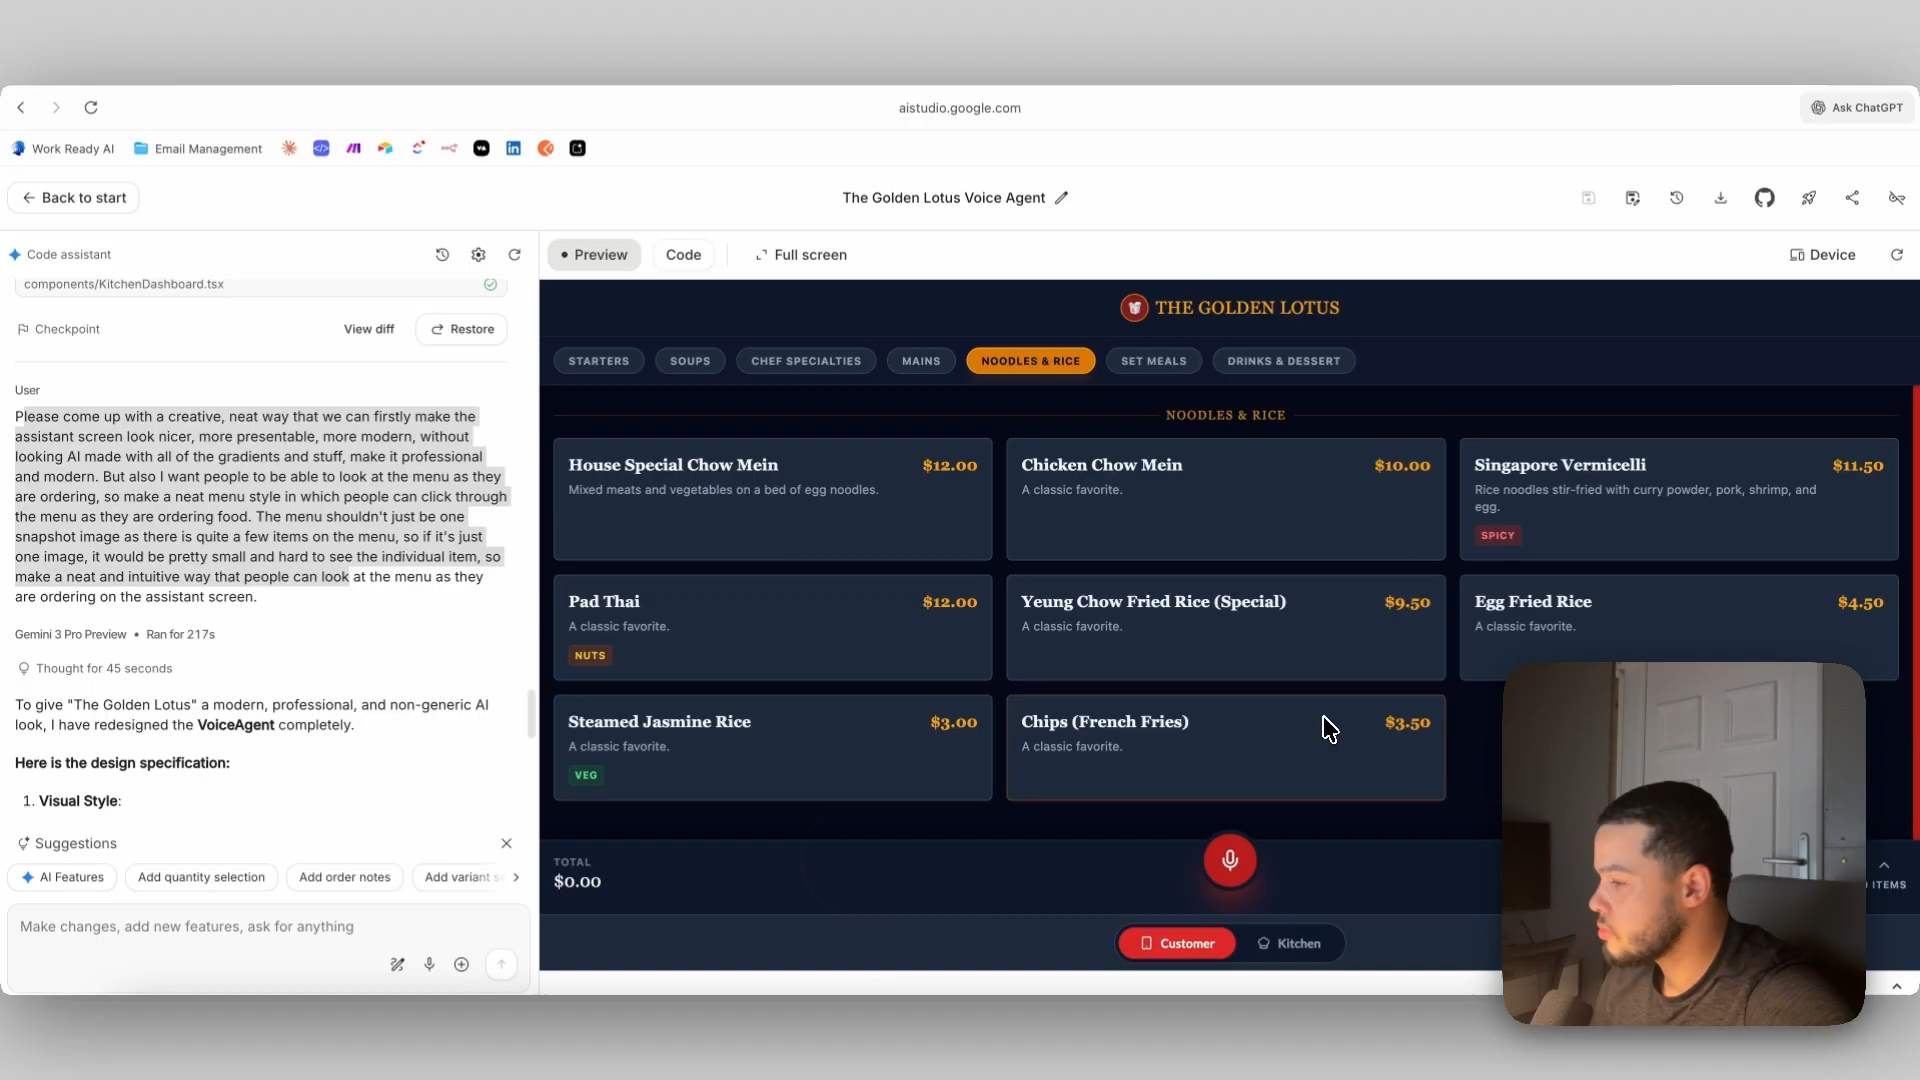 aistudio.google.com
Ask ChatGPT
Work Ready AI
Email Management
Back to start
The Golden Lotus Voice Agent
Code assistant
Preview
Code
Full screen
Device
components/KitchenDashboard.tsx
Checkpoint
View diff
Restore
User
Please come up with a creative, neat way that we can firstly make the
assistant screen look nicer, more presentable, more modern, without
looking AI made with all of the gradients and stuff, make it professional
and modern. But also I want people to be able to look at the menu as they
are ordering, so make a neat menu style in which people can click through
the menu as they are ordering food. The menu shouldn't just be one
snapshot image as there is quite a few items on the menu, so if it's just
one image, it would be pretty small and hard to see the individual item, so
make a neat and intuitive way that people can look at the menu as they
are ordering on the assistant screen.
Gemini 3 Pro Preview • Ran for 217s
Thought for 45 seconds
To give "The Golden Lotus" a modern, professional, and non-generic AI
look, I have redesigned the VoiceAgent completely.
Here is the design specification:
1. Visual Style:
Suggestions
AI Features
Add quantity selection
Add order notes
Add variant
Make changes, add new features, ask for anything
THE GOLDEN LOTUS
STARTERS
SOUPS
CHEF SPECIALTIES
MAINS
NOODLES & RICE
SET MEALS
DRINKS & DESSERT
NOODLES & RICE
House Special Chow Mein
$12.00
Mixed meats and vegetables on a bed of egg noodles.
Chicken Chow Mein
$10.00
A classic favorite.
Singapore Vermicelli
$11.50
Rice noodles stir-fried with curry powder, pork, shrimp, and
egg.
SPICY
Pad Thai
$12.00
A classic favorite.
NUTS
Yeung Chow Fried Rice (Special)
$9.50
A classic favorite.
Egg Fried Rice
$4.50
A classic favorite.
Steamed Jasmine Rice
$3.00
A classic favorite.
VEG
Chips (French Fries)
$3.50
A classic favorite.
TOTAL
$0.00
ITEMS
Customer
Kitchen